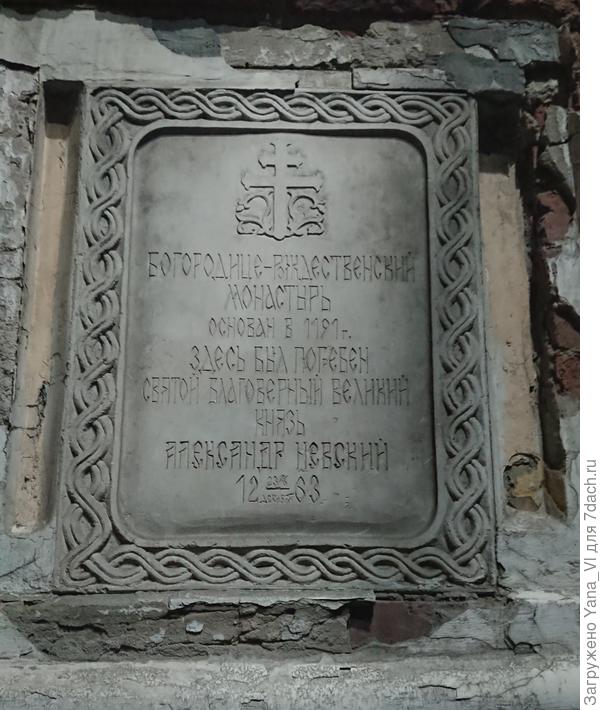 БОГОРОДИЦЕ-РОЖДЕСТВЕНСКИЙ
МОНАСТЫРЬ
ОСНОВАН В 1191 г.
ЗДЕСЬ БЫЛ ПОГРЕБЕН
СВЯТОЙ БЛАГОВЕРНЫЙ ВЕЛИКИЙ
КНЯЗЬ
АЛЕКСАНДР НЕВСКИЙ
12 23/IX ДЕКАБРЯ 63
Загружено Yana_VI для 7dach.ru